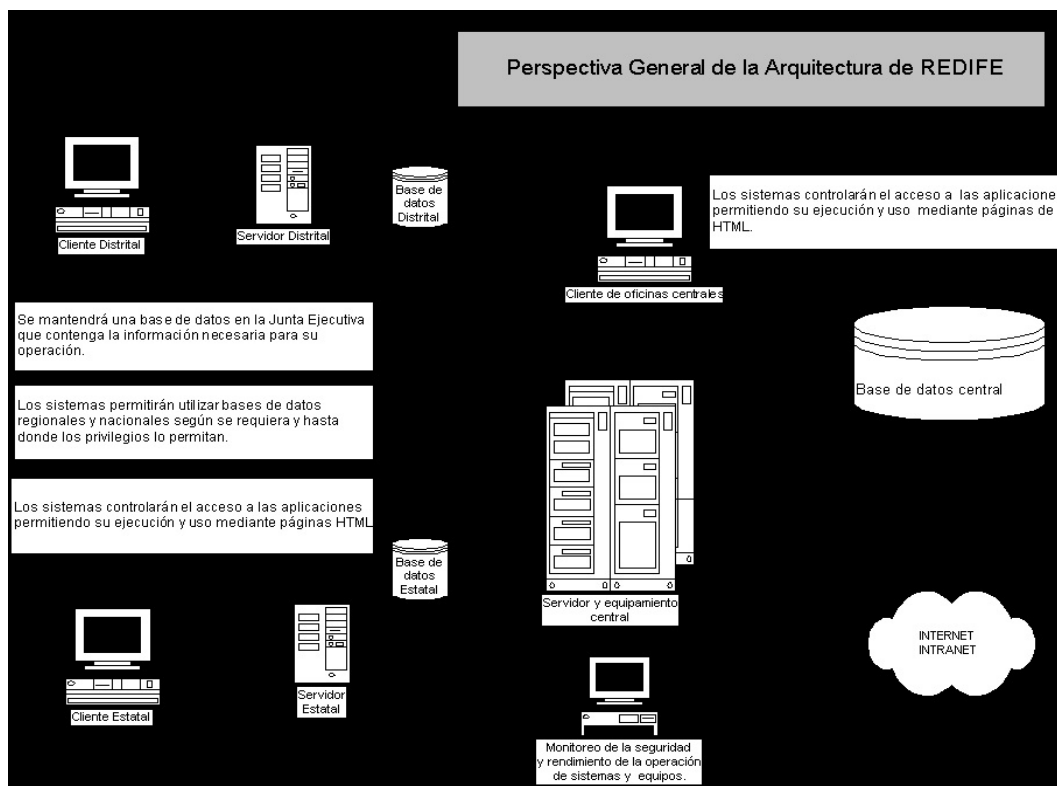 Perspectiva General de la Arquitectura de REDIFE
Cliente Distrital
Servidor Distrital
Base de
datos
Distrital
Los sistemas controlarán el acceso a las aplicacione
permitiendo su ejecución y uso mediante páginas de
HTML.
Cliente de oficinas centrales
Se mantendrá una base de datos en la Junta Ejecutiva
que contenga la información necesaria para su
operación.
Base de datos central
Los sistemas permitirán utilizar bases de datos
regionales y nacionales según se requiera y hasta
donde los privilegios lo permitan.
Los sistemas controlarán el acceso a las aplicaciones
permitiendo su ejecución y uso mediante páginas HTML
Base de
datos
Estatal
Servidor y equipamiento
central
INTERNET
INTRANET
Cliente Estatal
Servidor
Estatal
Monitoreo de la seguridad
y rendimiento de la operación
de sistemas y equipos.